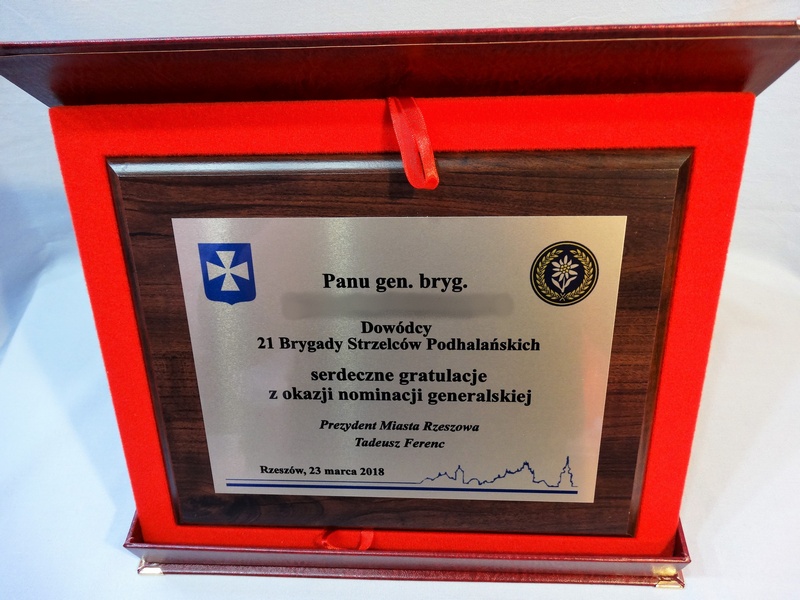 Panu gen. bryg.
Dowódcy
21 Brygady Strzelców Podhalańskich
serdeczne gratulacje
z okazji nominacji generalskiej
Prezydent Miasta Rzeszowa
Tadeusz Ferenc
Rzeszów, 23 marca 2018